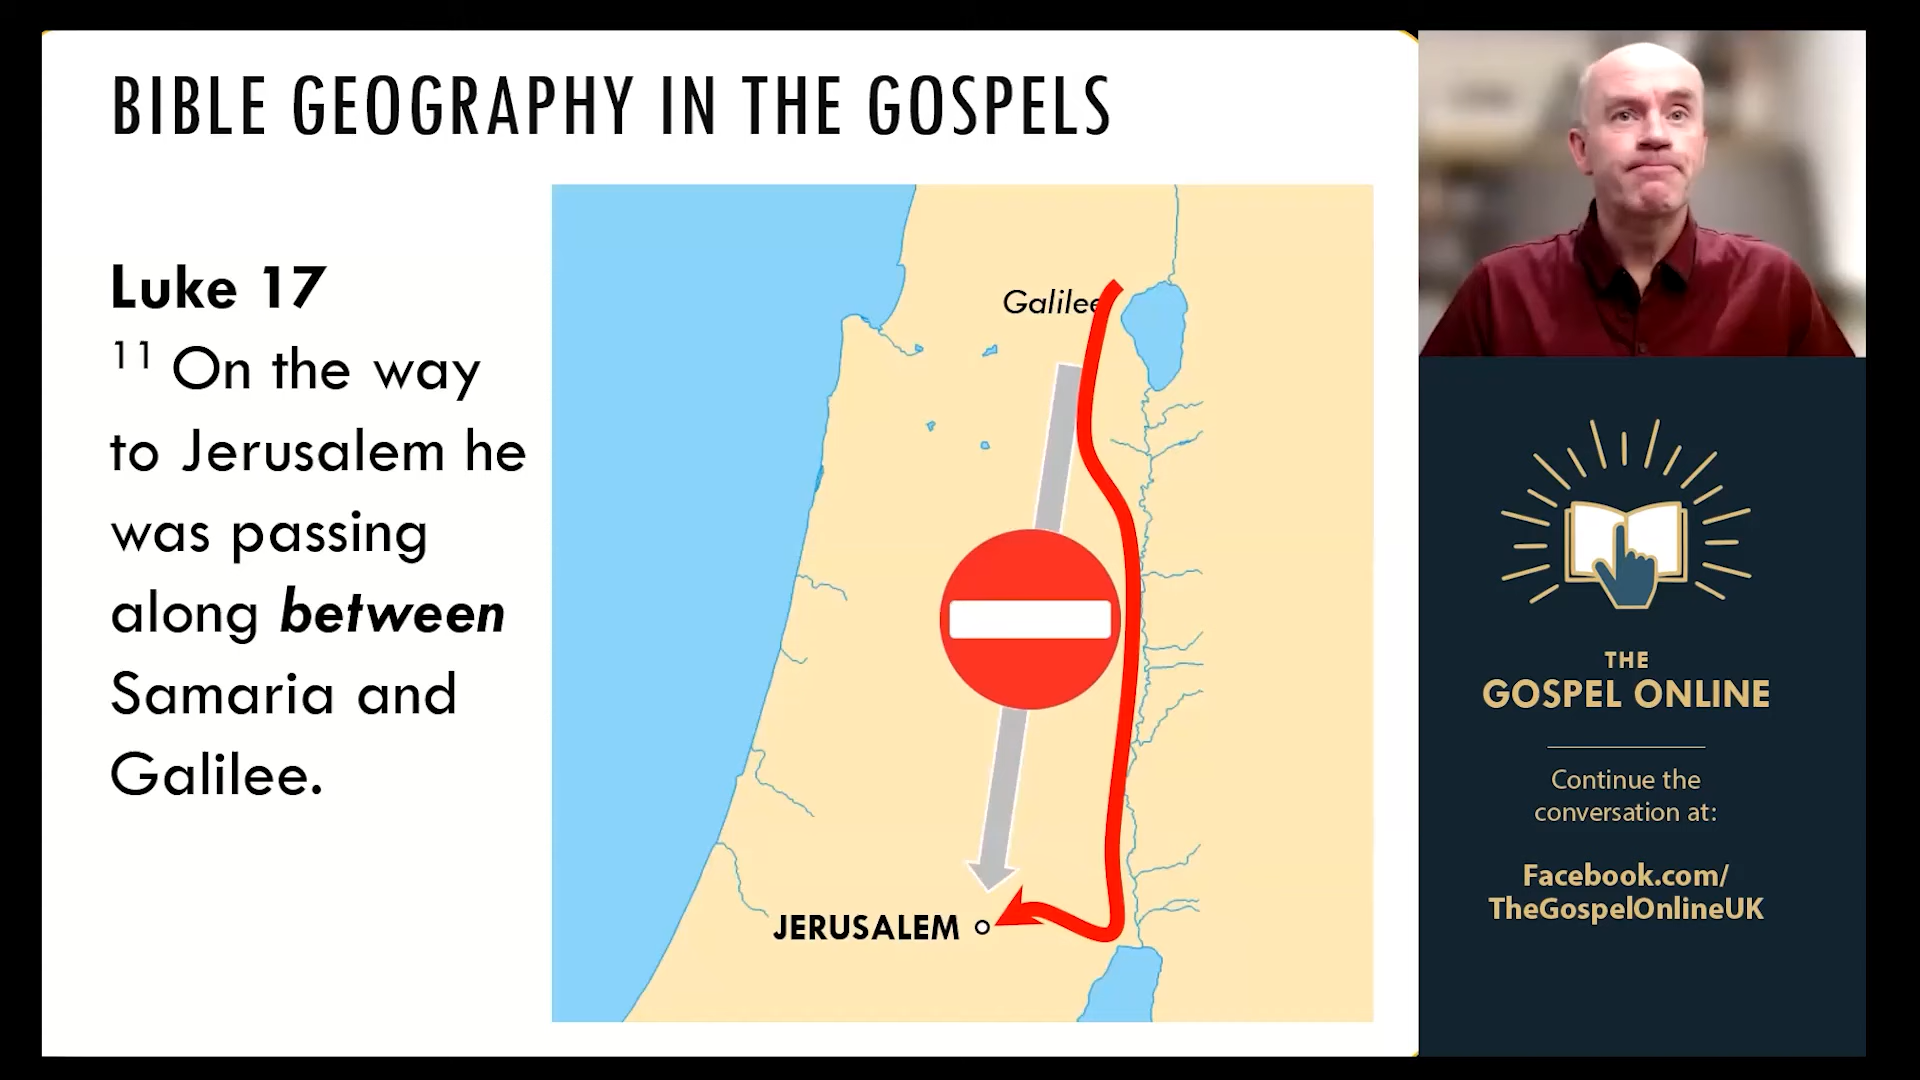 BIBLE GEOGRAPHY IN THE GOSPELS
Luke 17
11 On the way
to Jerusalem he
was passing
along between
Samaria and
Galilee.
Galilee
JERUSALEM
THE
GOSPEL ONLINE
Continue the
conversation at:
Facebook.com/
TheGospelOnlineUK